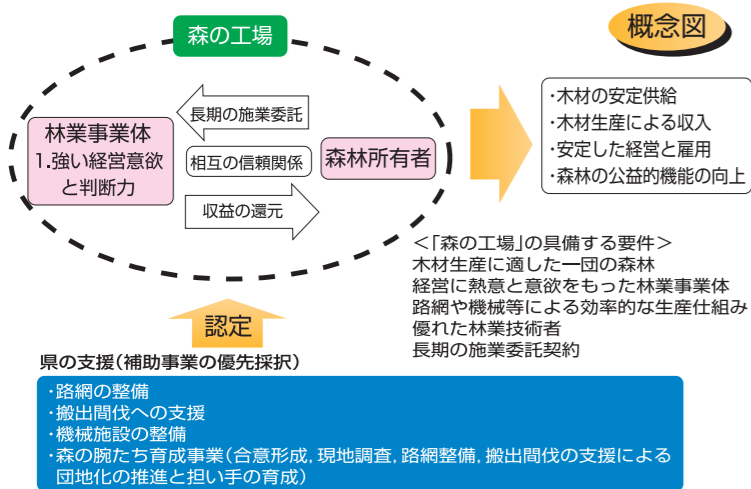 概念図
森の工場
長期の施業委託
林業事業体
1.強い経営意欲
と判断力
相互の信頼関係
森林所有者
収益の還元
・木材の安定供給
・木材生産による収入
・安定した経営と雇用
・森林の公益的機能の向上
＜「森の工場」の具備する要件＞
木材生産に適した一団の森林
経営に熱意と意欲をもった林業事業体
路網や機械等による効率的な生産仕組み
優れた林業技術者
長期の施業委託契約
認定
県の支援(補助事業の優先採択)
・路網の整備
・搬出間伐への支援
・機械施設の整備
・森の腕たち育成事業(合意形成, 現地調査, 路網整備, 搬出間伐の支援による
団地化の推進と担い手の育成)